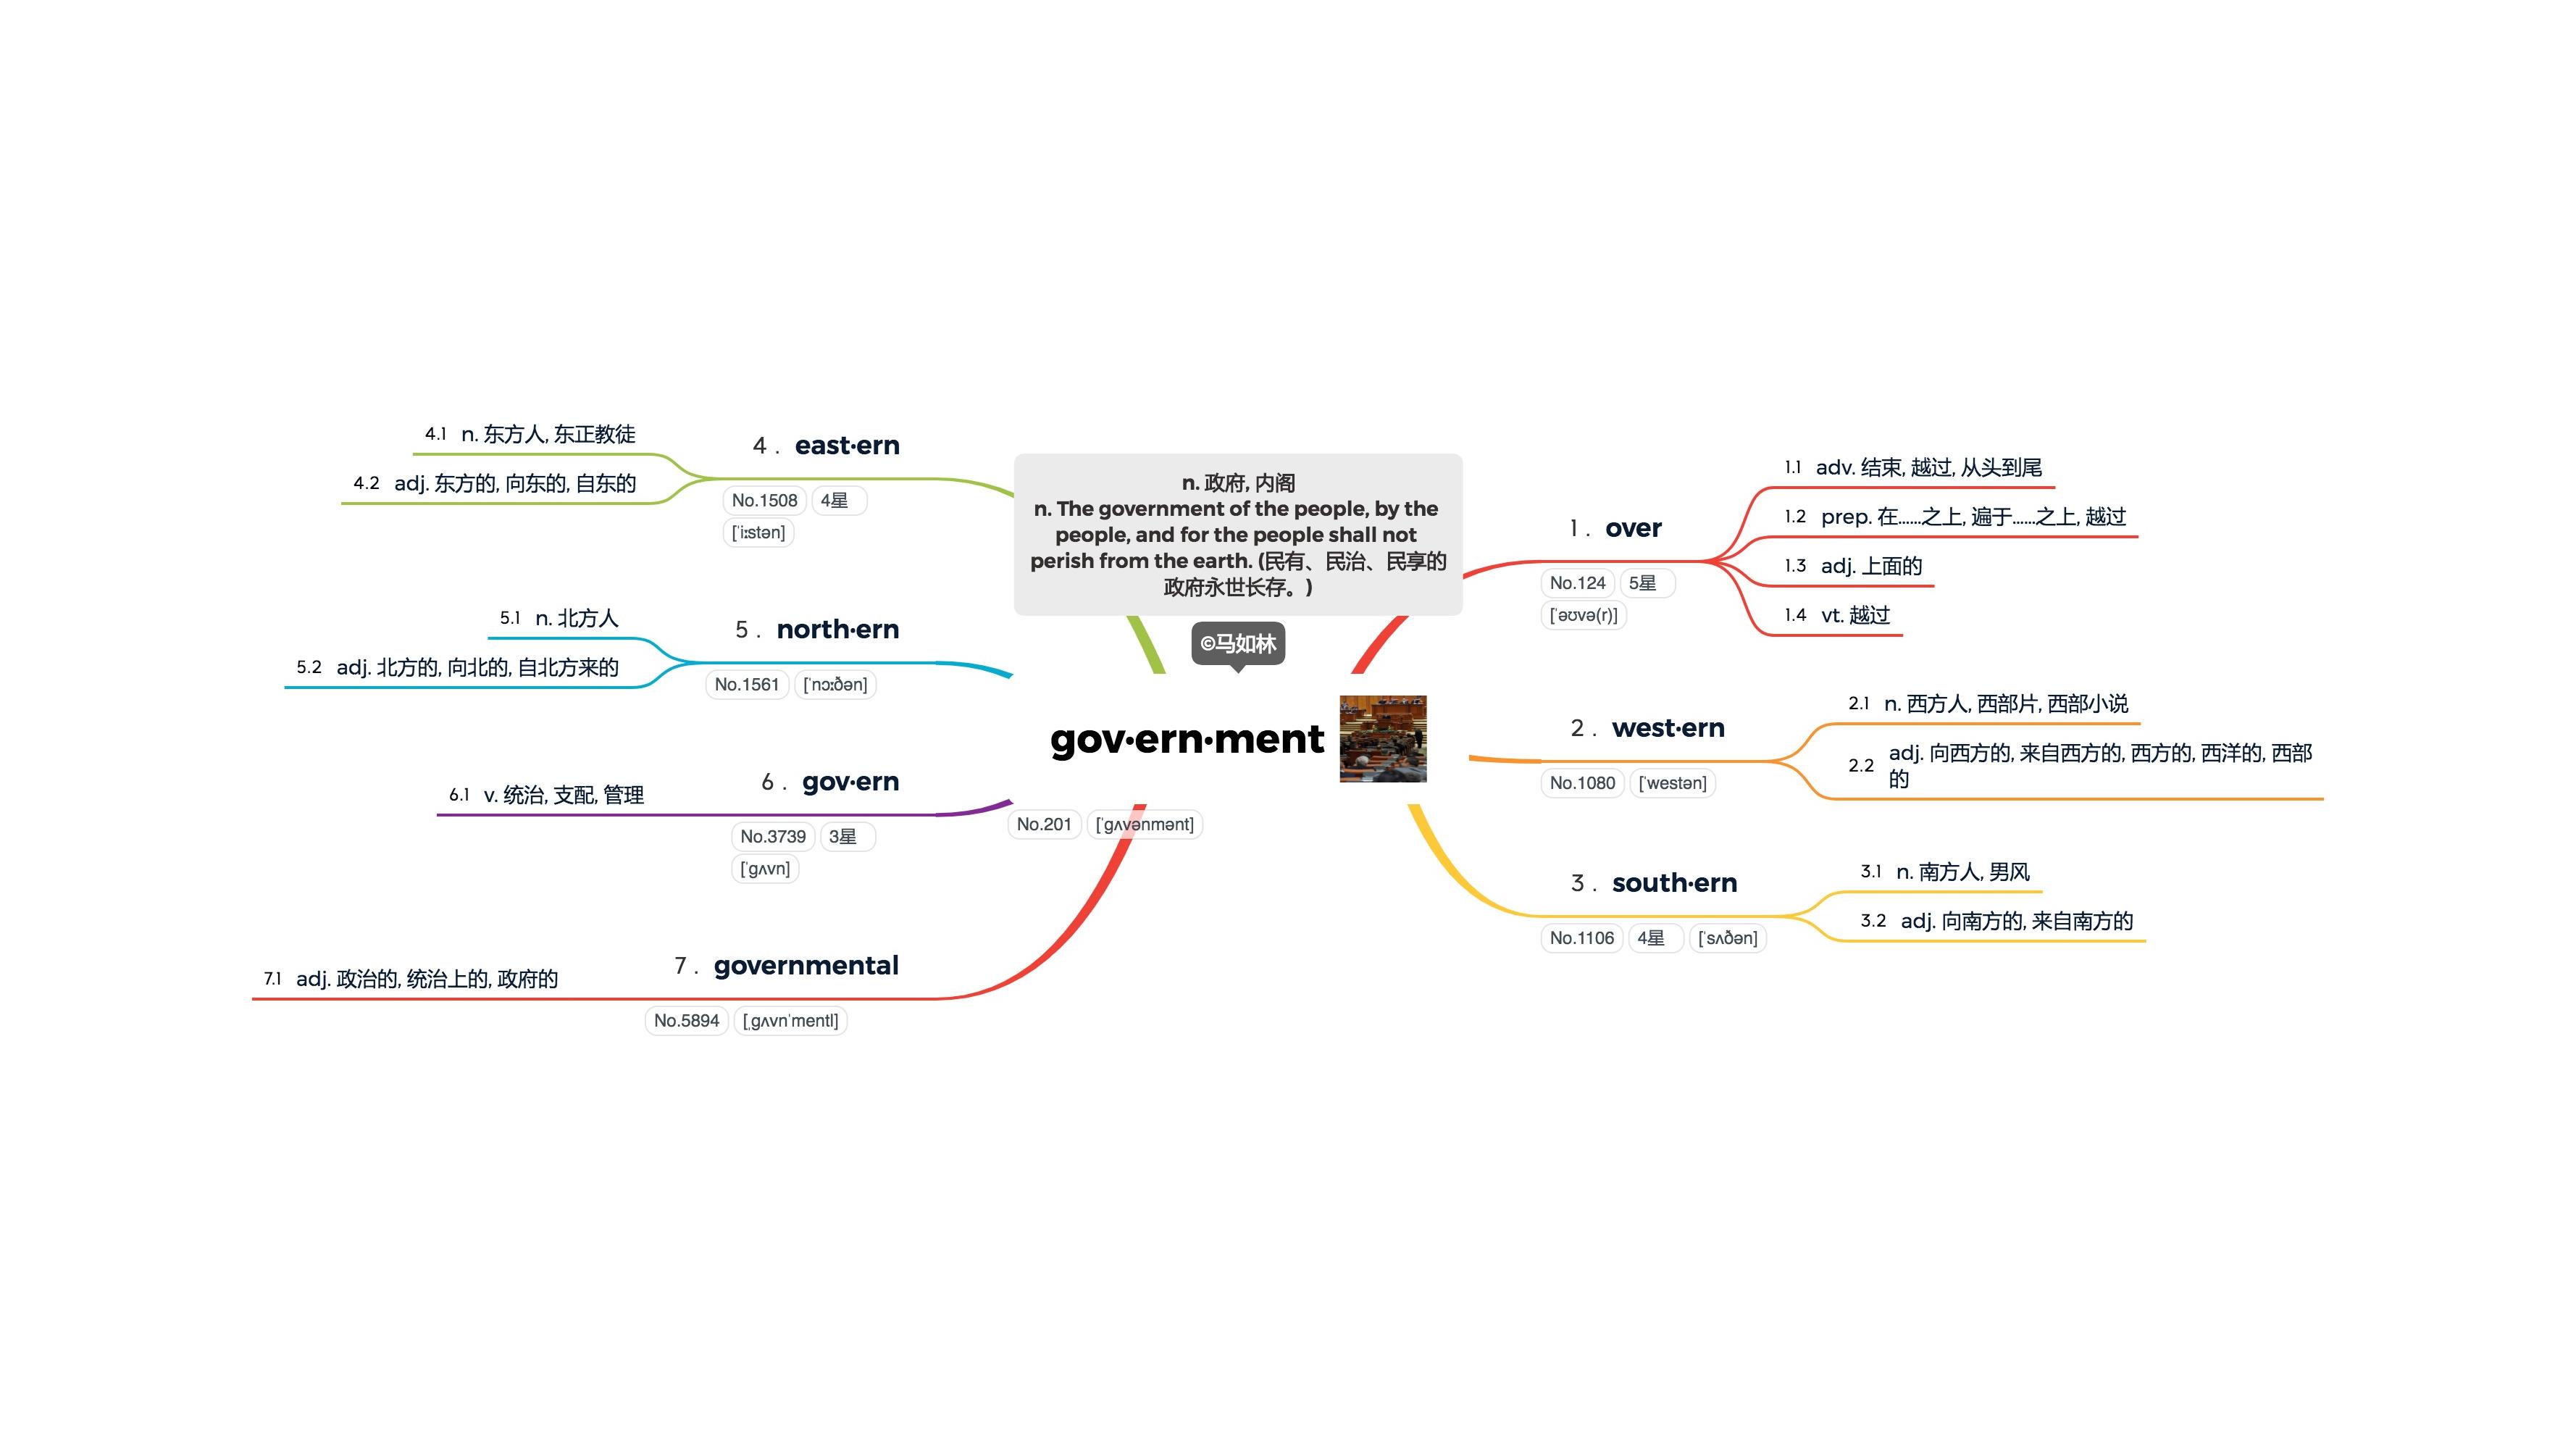 n. 政府, 内阁
n. The government of the people, by the
people, and for the people shall not
perish from the earth. (民有、民治、民享的
政府永世长存。)
©马如林
gov·ern·ment
No.201 [ˈɡʌvənmənt]
1. over
No.124 5星
[ˈəʊvə(r)]
1.1 adv. 结束, 越过, 从头到尾
1.2 prep. 在……之上, 遍于……之上, 越过
1.3 adj. 上面的
1.4 vt. 越过
2. west·ern
No.1080 [ˈwestən]
2.1 n. 西方人, 西部片, 西部小说
2.2 adj. 向西方的, 来自西方的, 西方的, 西洋的, 西部
的
3. south·ern
No.1106 4星 [ˈsʌðən]
3.1 n. 南方人, 男风
3.2 adj. 向南方的, 来自南方的
4. east·ern
No.1508 4星
[ˈiːstən]
4.1 n. 东方人, 东正教徒
4.2 adj. 东方的, 向东的, 自东的
5. north·ern
No.1561 [ˈnɔːðən]
5.1 n. 北方人
5.2 adj. 北方的, 向北的, 自北方来的
6. gov·ern
No.3739 3星
[ˈɡʌvn]
6.1 v. 统治, 支配, 管理
7. governmental
No.5894 [ˌɡʌvnˈmentl]
7.1 adj. 政治的, 统治上的, 政府的